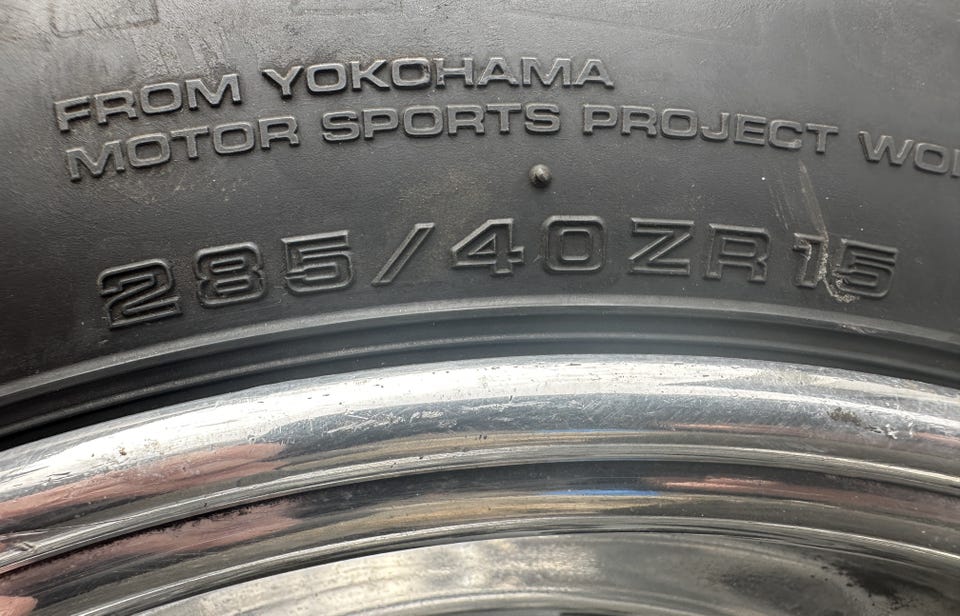 FROM YOKOHAMA
MOTOR SPORTS PROJECT
285/40ZR15